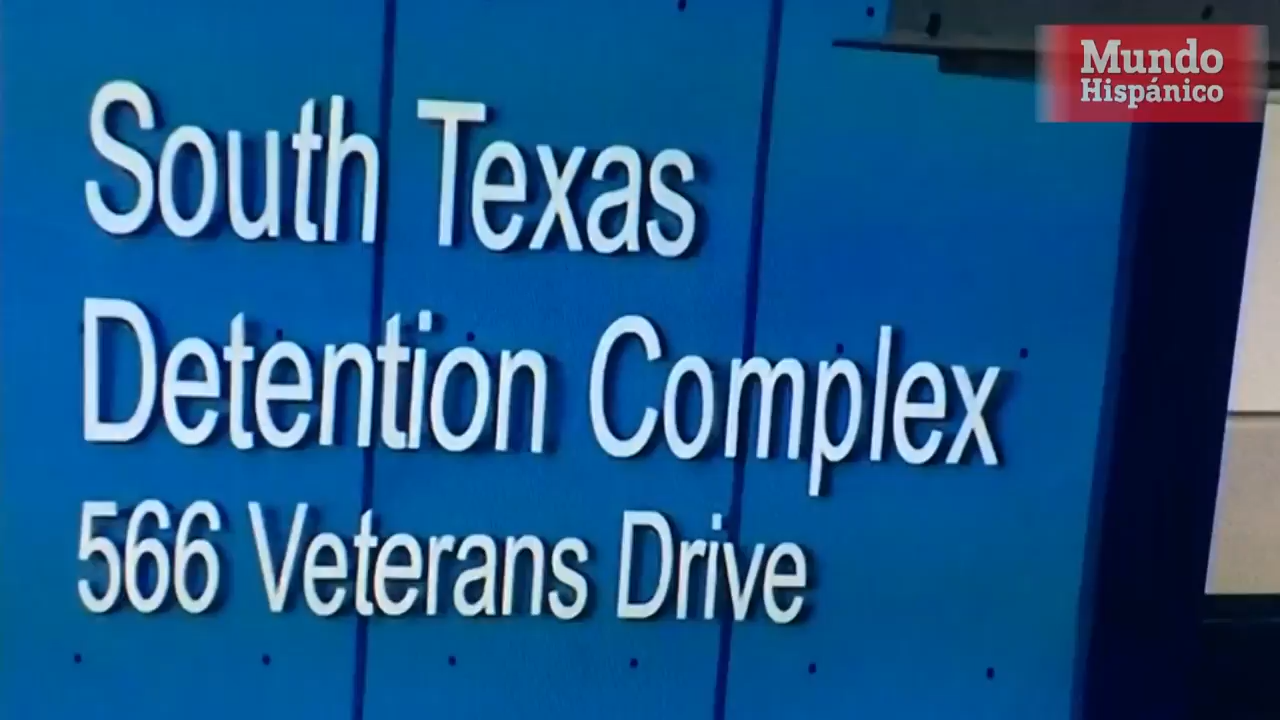 Mundo
Hispánico
South Texas
Detention Complex
566 Veterans Drive